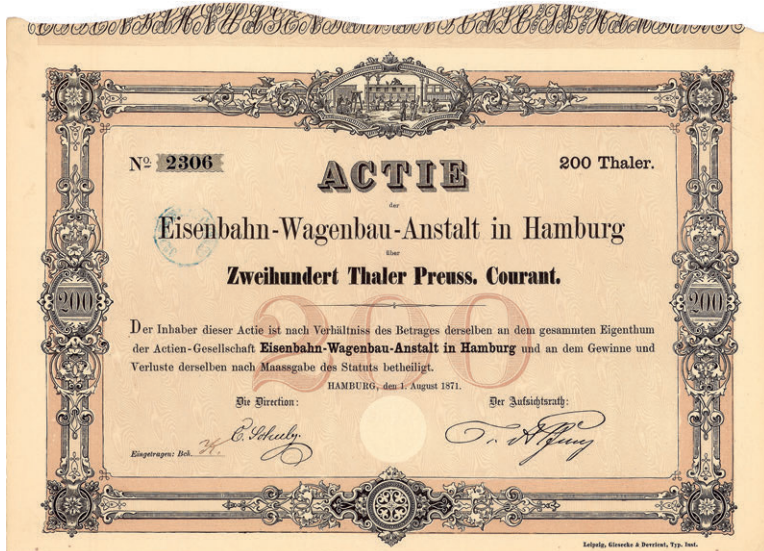 No. 2306
ACTIE
200 Thaler.
der
Eisenbahn-Wagenbau-Anstalt in Hamburg
über
Zweihundert Thaler Preuss. Courant.
200
200
200
Der Inhaber dieser Actie ist nach Verhältniss des Betrages derselben an dem gesammten Eigenthum
der Actien-Gesellschaft Eisenbahn-Wagenbau-Anstalt in Hamburg und an dem Gewinne und
Verluste derselben nach Maassgabe des Statuts betheiligt.
HAMBURG, den 1. August 1871.
Die Direction:
Der Aufsichtsrath:
Eingetragen: Bch.
Leipzig, Giesecke & Devrient, Typ. Inst.